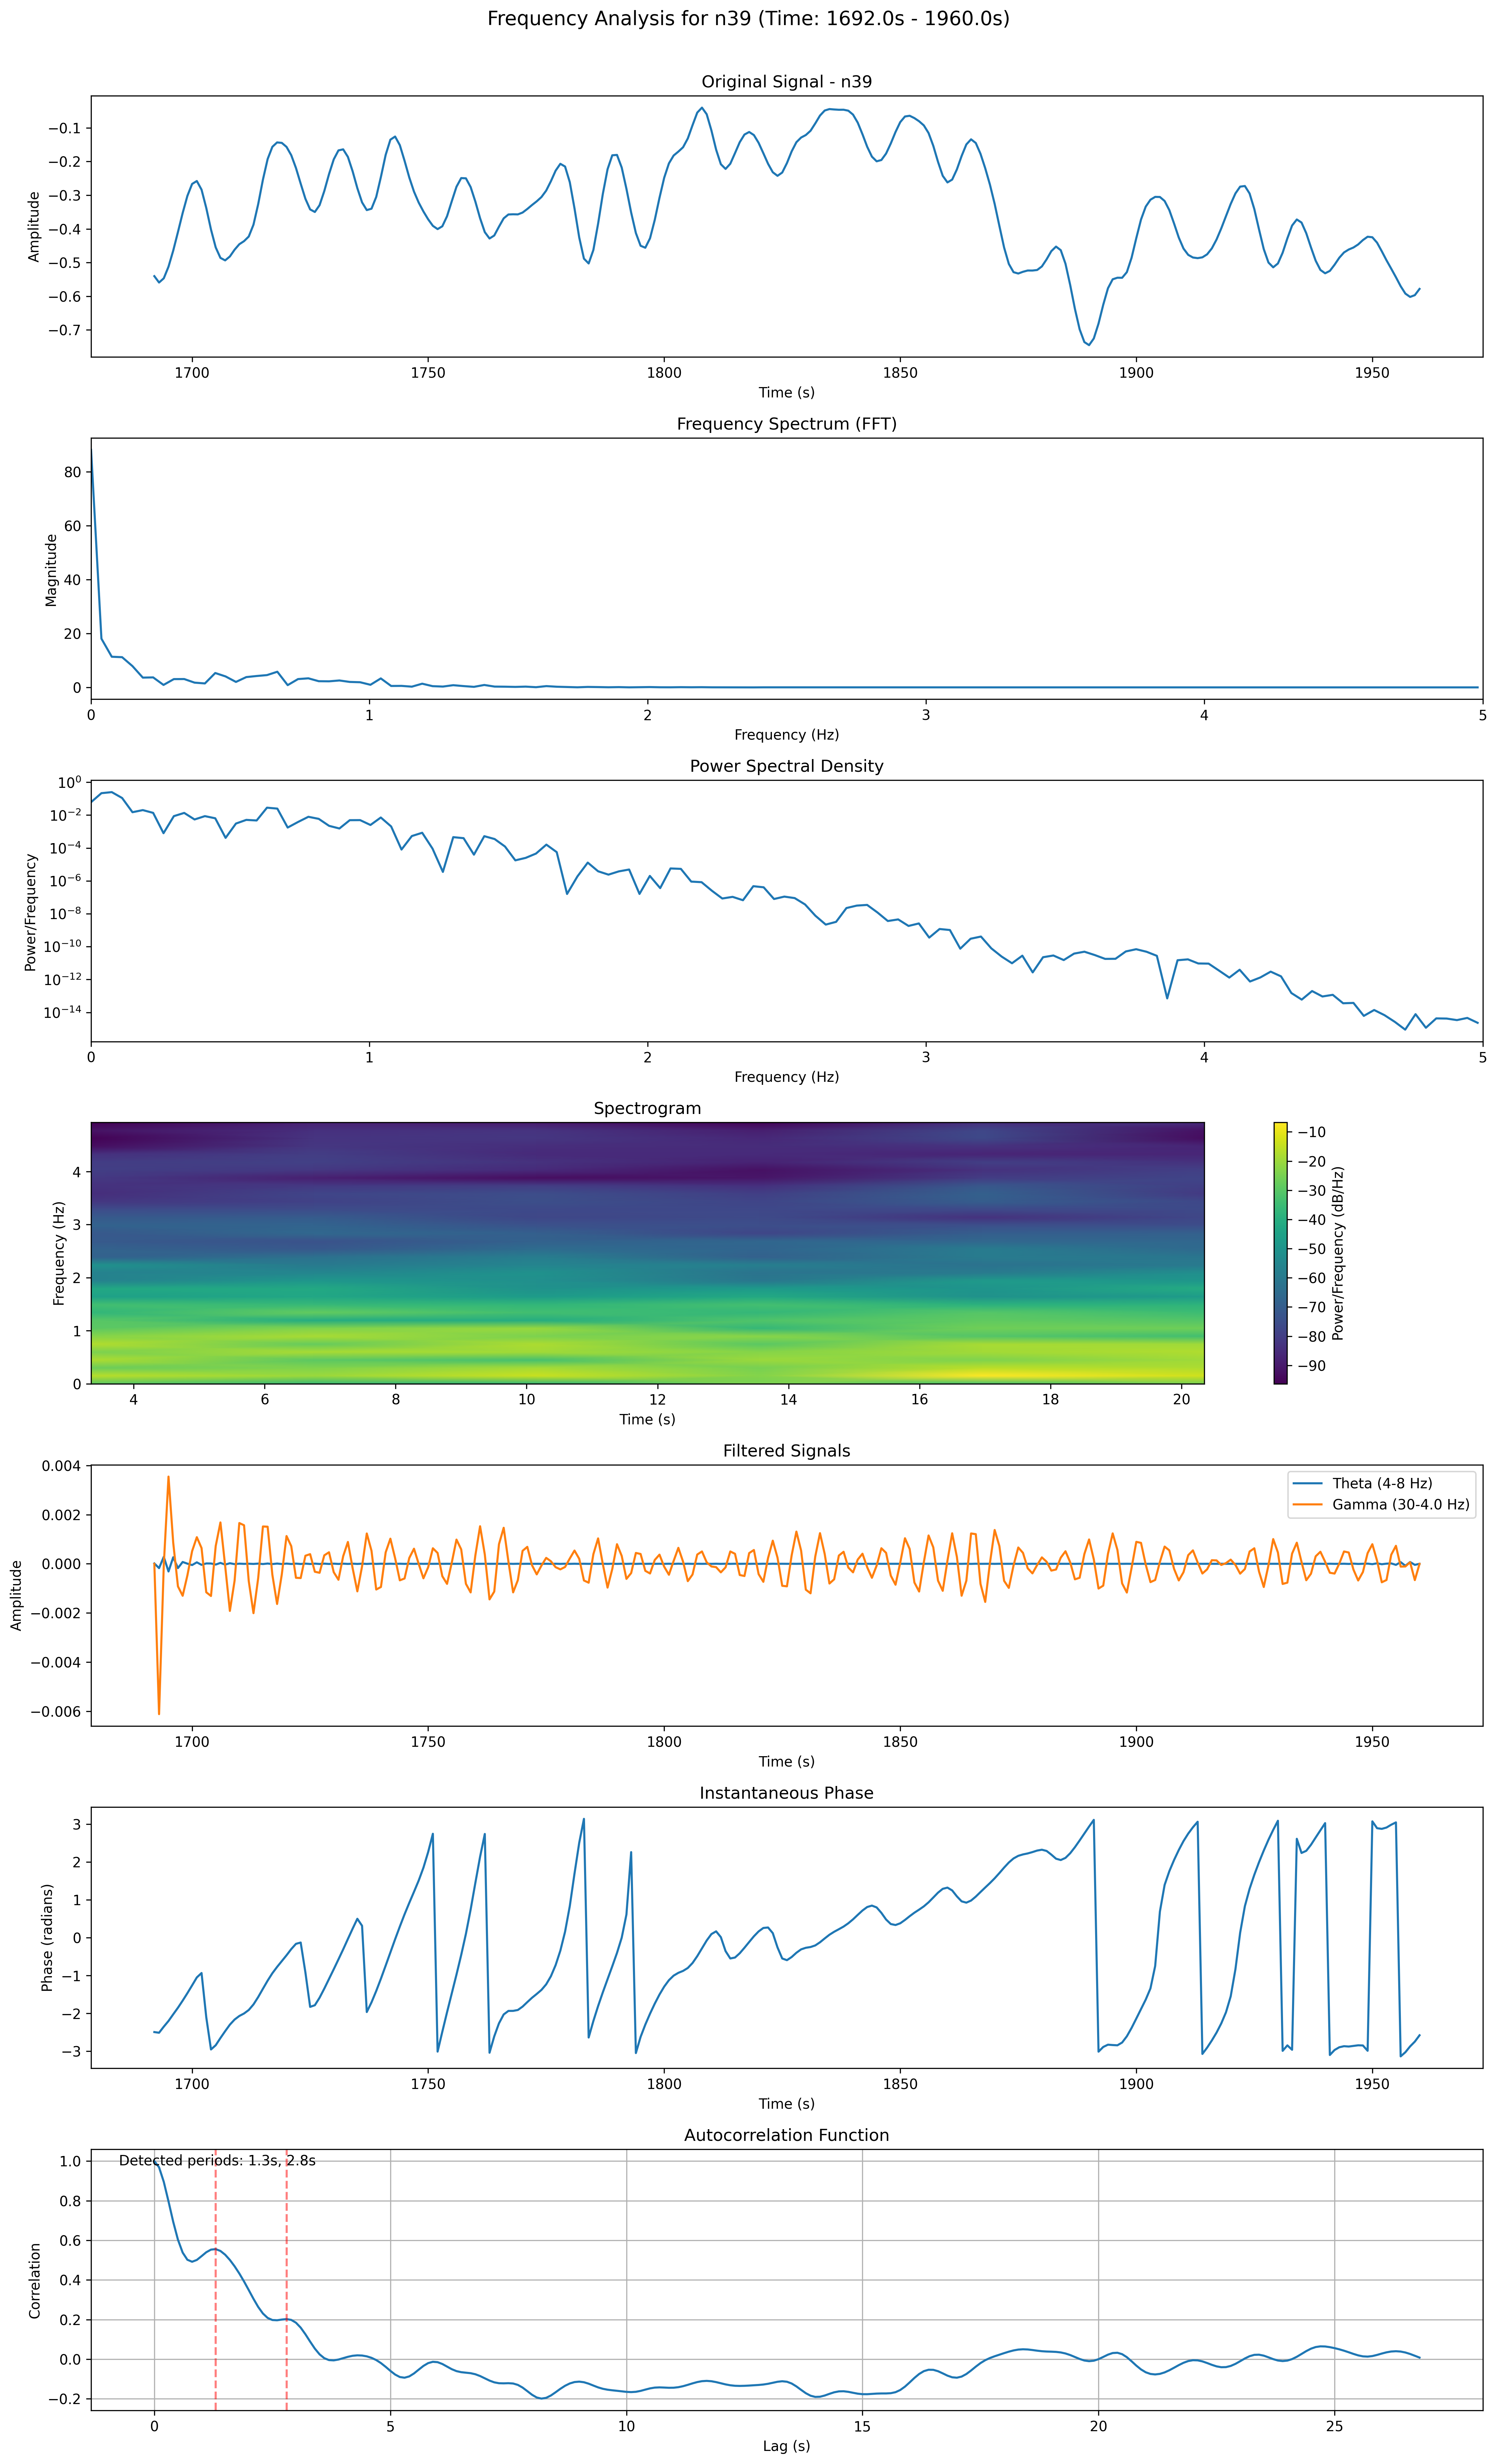 Frequency Analysis for n39 (Time: 1692.0s - 1960.0s)
Original Signal - n39
Amplitude
−0.1
−0.2
−0.3
−0.4
−0.5
−0.6
−0.7
1700 1750 1800 1850 1900 1950
Time (s)
Frequency Spectrum (FFT)
Magnitude
80
60
40
20
0
0 1 2 3 4 5
Frequency (Hz)
Power Spectral Density
Power/Frequency
10⁰
10⁻²
10⁻⁴
10⁻⁶
10⁻⁸
10⁻¹⁰
10⁻¹²
10⁻¹⁴
0 1 2 3 4 5
Frequency (Hz)
Spectrogram
Frequency (Hz)
4
3
2
1
0
4 6 8 10 12 14 16 18 20
Time (s)
−10
−20
−30
−40
−50
−60
−70
−80
−90
Power/Frequency (dB/Hz)
Filtered Signals
Amplitude
0.004
0.002
0.000
−0.002
−0.004
−0.006
Theta (4-8 Hz)
Gamma (30-4.0 Hz)
1700 1750 1800 1850 1900 1950
Time (s)
Instantaneous Phase
Phase (radians)
3
2
1
0
−1
−2
−3
1700 1750 1800 1850 1900 1950
Time (s)
Autocorrelation Function
Detected periods: 1.3s, 2.8s
Correlation
1.0
0.8
0.6
0.4
0.2
0.0
−0.2
0 5 10 15 20 25
Lag (s)